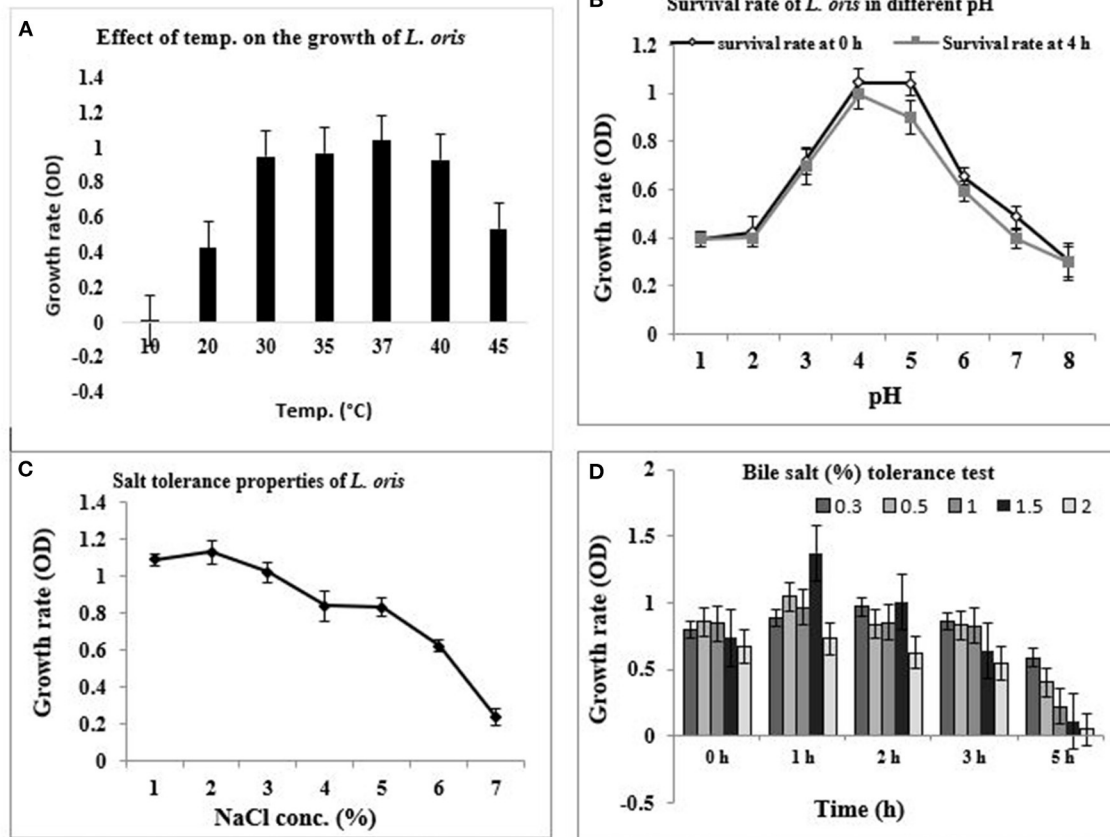 A
Effect of temp. on the growth of L. oris
Growth rate (OD)
1.4
1.2
1
0.8
0.6
0.4
0.2
0
-0.2
-0.4
10 20 30 35 37 40 45
Temp. (°C)
B
Survival rate of L. oris in different pH
survival rate at 0 h Survival rate at 4 h
Growth rate (OD)
1.2
1
0.8
0.6
0.4
0.2
0
1 2 3 4 5 6 7 8
pH
C
Salt tolerance properties of L. oris
Growth rate (OD)
1.4
1.2
1
0.8
0.6
0.4
0.2
0
1 2 3 4 5 6 7
NaCl conc. (%)
D
Bile salt (%) tolerance test
0.3 0.5 1 1.5 2
Growth rate (OD)
2
1.5
1
0.5
0
-0.5
0 h 1 h 2 h 3 h 5 h
Time (h)